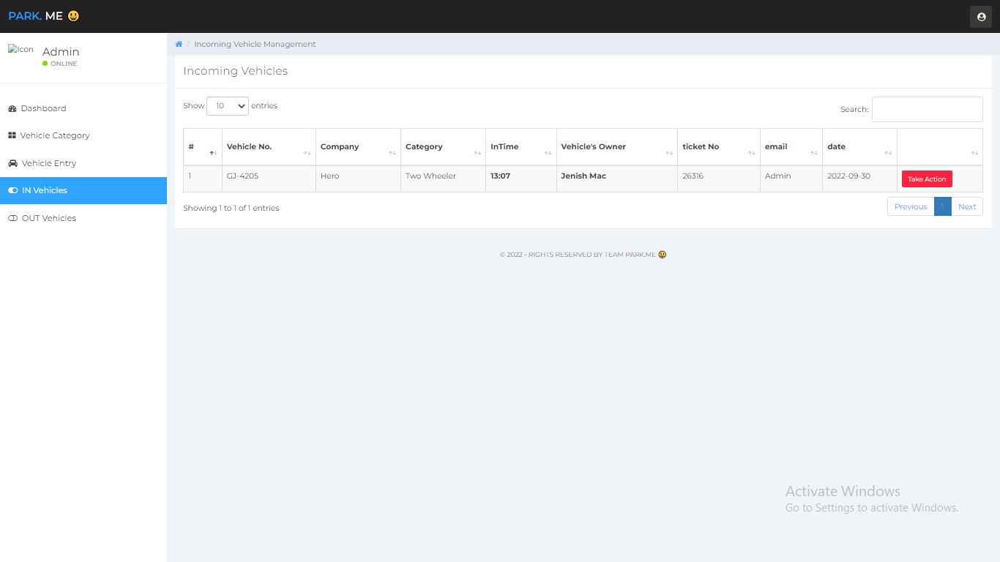 PARK. ME 😀
Icon Admin
ONLINE
Dashboard
Vehicle Category
Vehicle Entry
IN Vehicles
OUT Vehicles
/ Incoming Vehicle Management
Incoming Vehicles
Show 10 entries
Search:
# Vehicle No. Company Category InTime Vehicle's Owner ticket No email date
1 GJ-4205 Hero Two Wheeler 13:07 Jenish Mac 26316 Admin 2022-09-30 Take Action
Showing 1 to 1 of 1 entries
Previous 1 Next
© 2022 - RIGHTS RESERVED BY TEAM PARK.ME 😀
Activate Windows
Go to Settings to activate Windows.